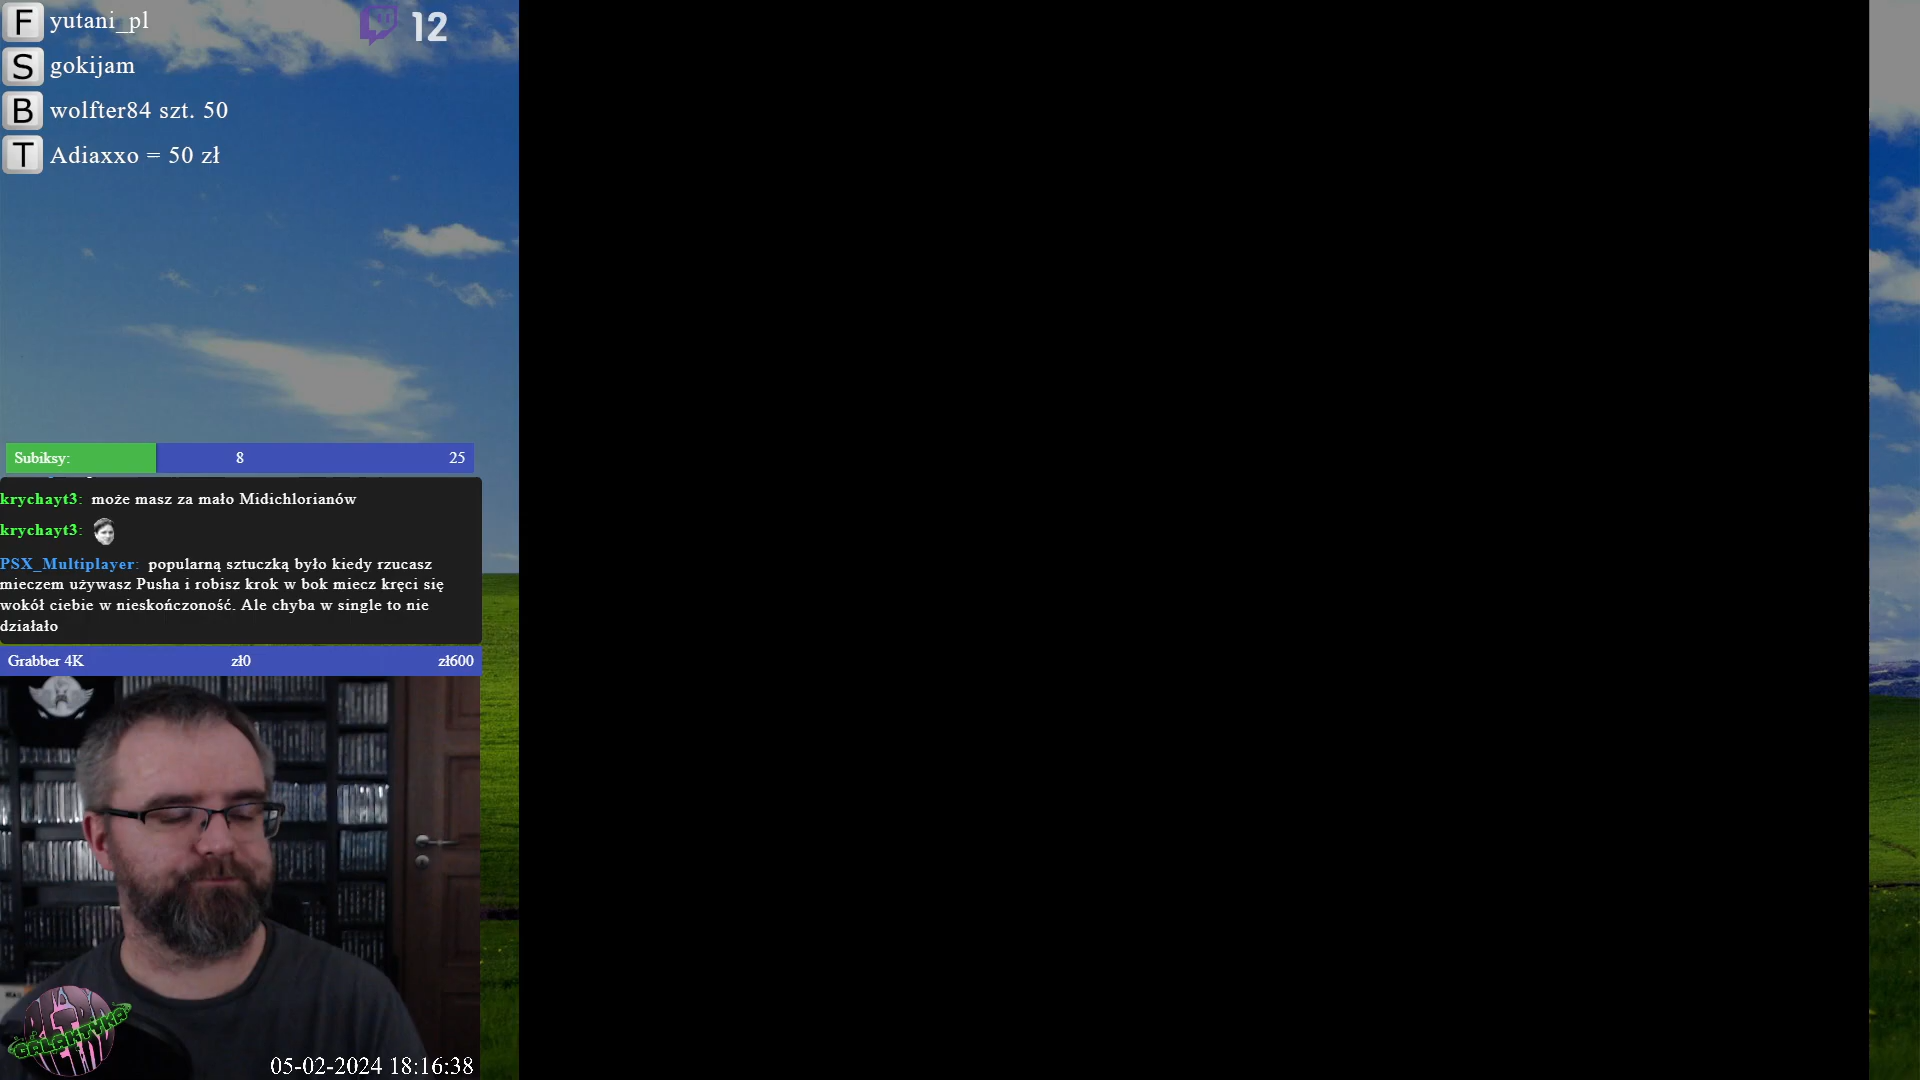 F yutani_pl
12
S gokijam
B wolfter84 szt. 50
T Adiaxxo = 50 zł
Subiksy: 8 25
krychayt3: może masz za mało Midichlorianów
krychayt3:
PSX_Multiplayer: popularną sztuczką było kiedy rzucasz
mieczem używasz Pusha i robisz krok w bok miecz kręci się
wokół ciebie w nieskończoność. Ale chyba w single to nie
działało
Grabber 4K zł0 zł600
GALAKTYKA
05-02-2024 18:16:38